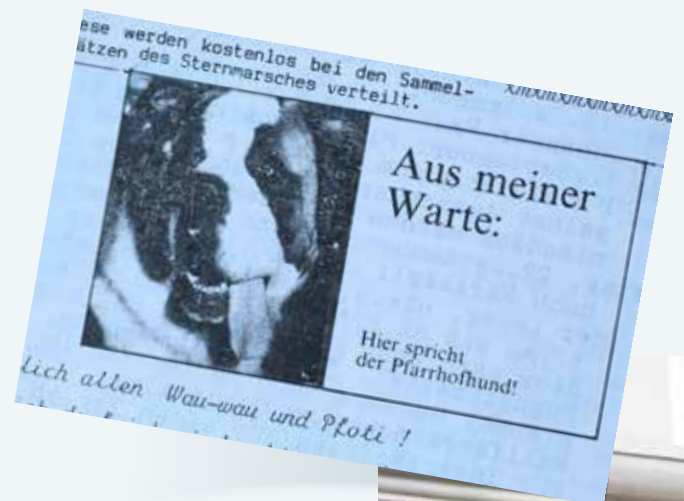 ese werden kostenlos bei den Sammel-
ätzen des Sternmarsches verteilt.
Aus meiner
Warte:
Hier spricht
der Pfarrhofhund!
lich allen Wau-wau und Pfoti !